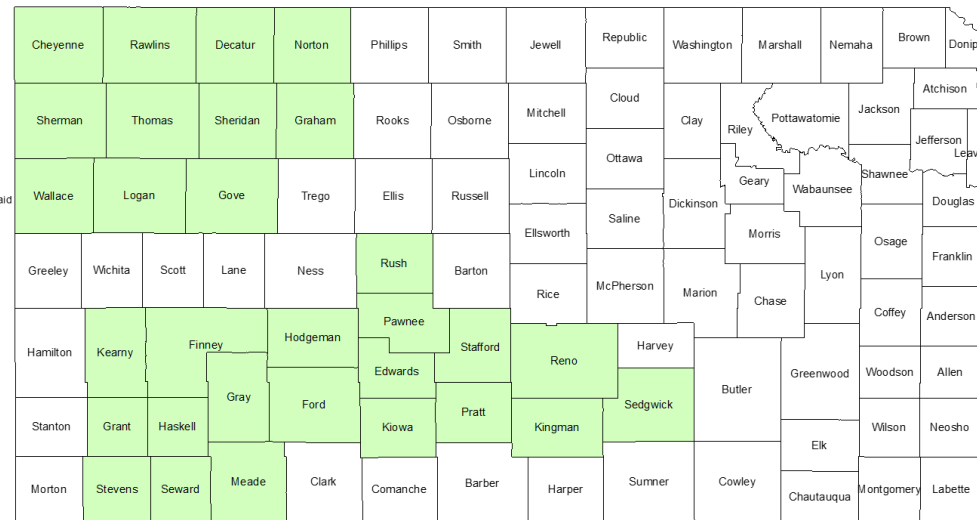 Cheyenne
Rawlins
Decatur
Norton
Phillips
Smith
Jewell
Republic
Washington
Marshall
Nemaha
Brown
Donip
Sherman
Thomas
Sheridan
Graham
Rooks
Osborne
Mitchell
Cloud
Clay
Riley
Pottawatomie
Jackson
Atchison
Jefferson
Leav
Ottawa
Lincoln
Geary
Wabaunsee
Shawnee
Douglas
aid
Wallace
Logan
Gove
Trego
Ellis
Russell
Ellsworth
Saline
Dickinson
Morris
Osage
Franklin
Greeley
Wichita
Scott
Lane
Ness
Rush
Barton
Rice
McPherson
Marion
Chase
Lyon
Coffey
Anderson
Hamilton
Kearny
Finney
Hodgeman
Pawnee
Stafford
Reno
Harvey
Edwards
Gray
Ford
Sedgwick
Butler
Greenwood
Woodson
Allen
Stanton
Grant
Haskell
Kiowa
Pratt
Kingman
Elk
Wilson
Neosho
Morton
Stevens
Seward
Meade
Clark
Comanche
Barber
Harper
Sumner
Cowley
Chautauqua
Montgomery
Labette